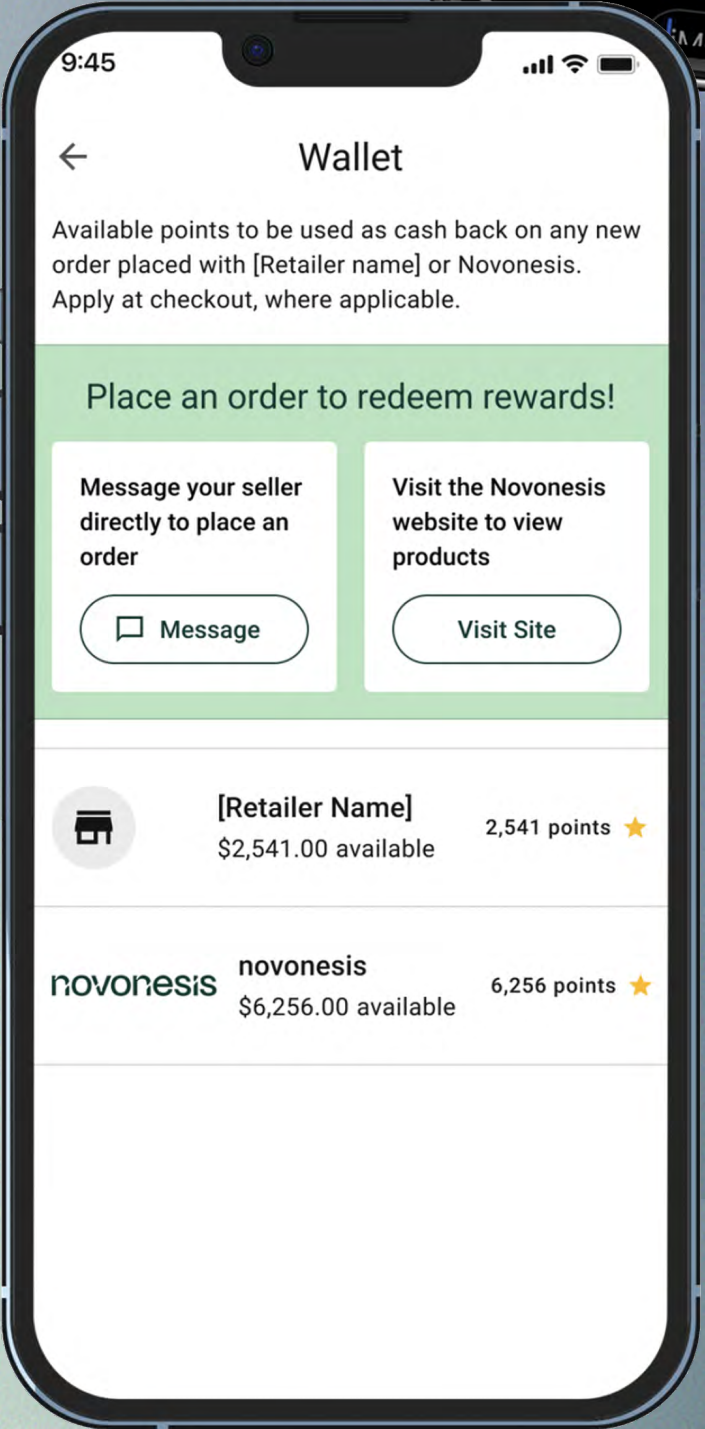 9:45
Wallet
Available points to be used as cash back on any new
order placed with [Retailer name] or Novonesis.
Apply at checkout, where applicable.
Place an order to redeem rewards!
Message your seller
directly to place an
order
Message
Visit the Novonesis
website to view
products
Visit Site
[Retailer Name]
$2,541.00 available
2,541 points
novonesis
novonesis
$6,256.00 available
6,256 points